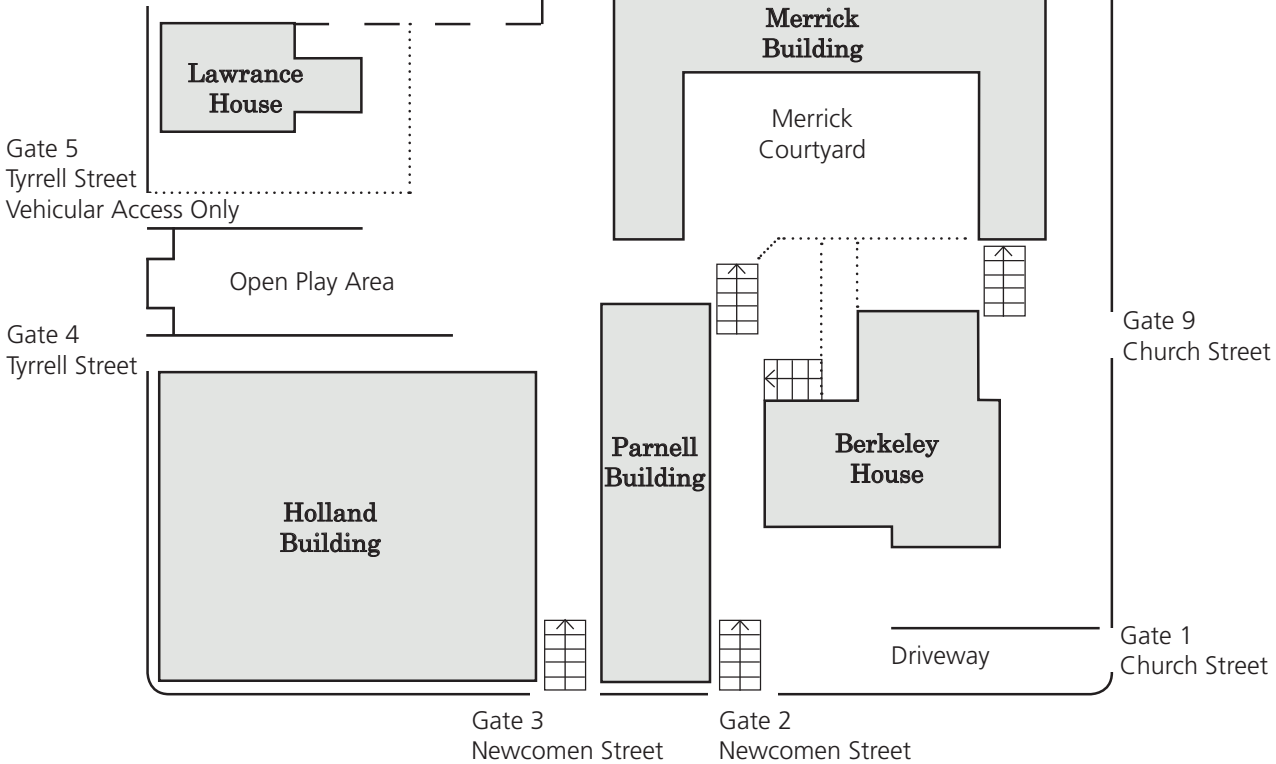 Merrick
Building
Lawrance
House
Merrick
Courtyard
Gate 5
Tyrrell Street
Vehicular Access Only
Open Play Area
Gate 4
Tyrrell Street
Gate 9
Church Street
Parnell
Building
Berkeley
House
Holland
Building
Driveway
Gate 1
Church Street
Gate 3
Newcomen Street
Gate 2
Newcomen Street